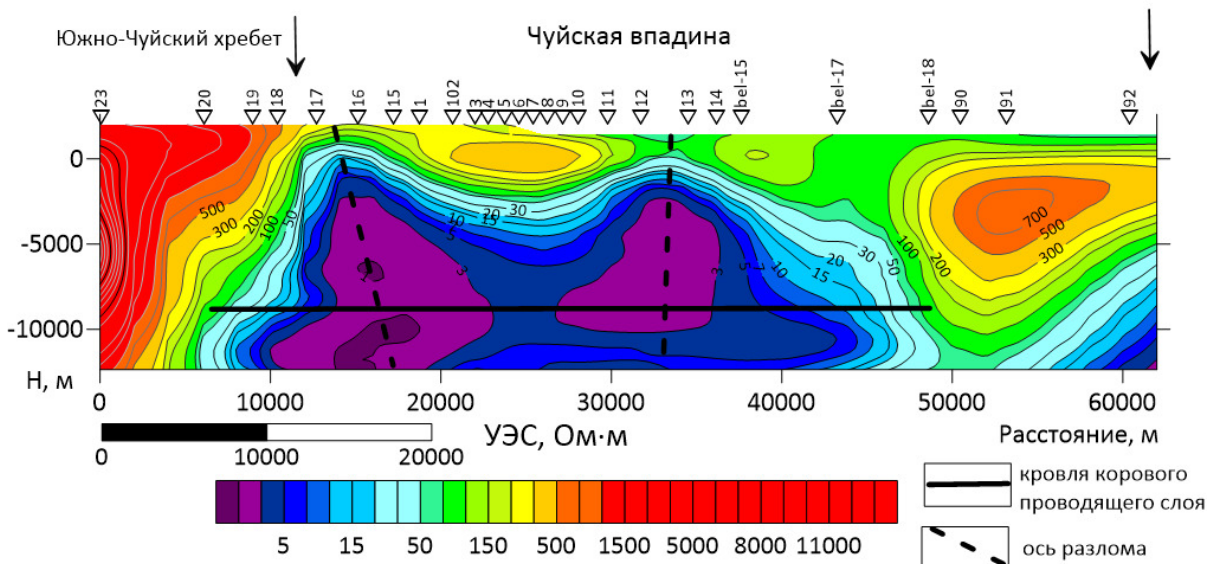 Южно-Чуйский хребет
Чуйская впадина
23 20 19 18 17 16 15 1 102 3 4 5 6 7 8 9 10 11 12 13 14 bel-15 bel-17 bel-18 90 91 92
0
-5000
-10000
500 300 200 100 50
10 20 15 30
5
3
3 5 7 10 15 20 30 50 100 200
700
500
300
H, м
0 10000 20000 30000 40000 50000 60000
УЭС, Ом·м
Расстояние, м
0 10000 20000
5 15 50 150 500 1500 5000 8000 11000
кровля корового
проводящего слоя
ось разлома